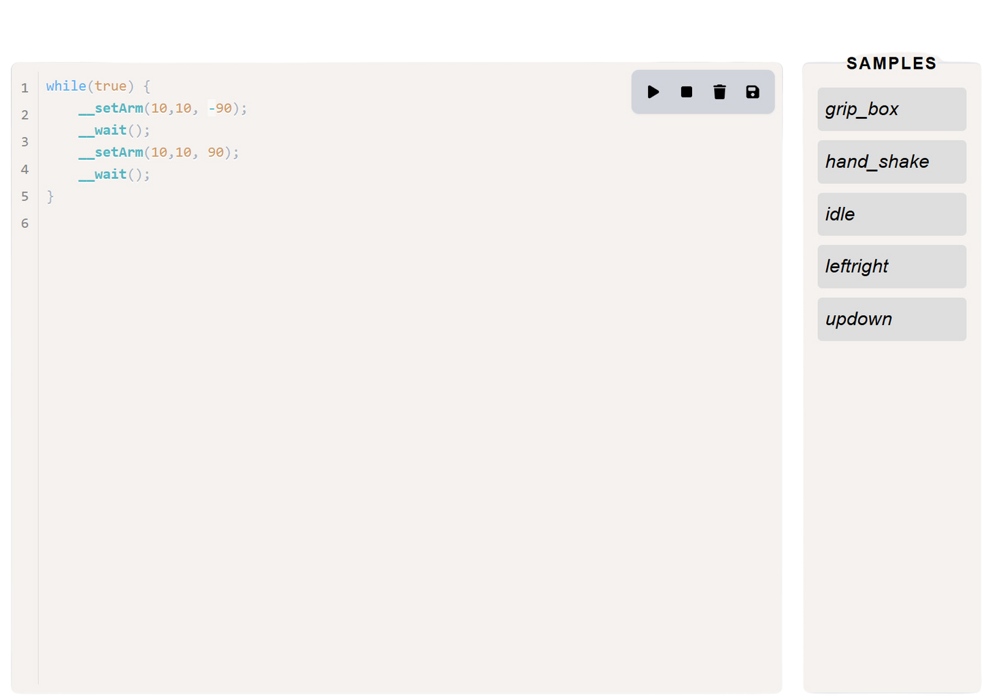 1 while(true) {
2     __setArm(10,10, -90);
3     __wait();
4     __setArm(10,10, 90);
5     __wait();
6 }
SAMPLES
grip_box
hand_shake
idle
leftright
updown